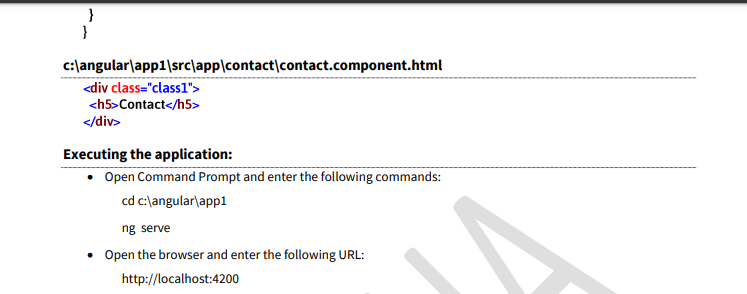 }
}
c:\angular\app1\src\app\contact\contact.component.html
<div class="class1">
<h5>Contact</h5>
</div>
Executing the application:
• Open Command Prompt and enter the following commands:
cd c:\angular\app1
ng serve
• Open the browser and enter the following URL:
http://localhost:4200